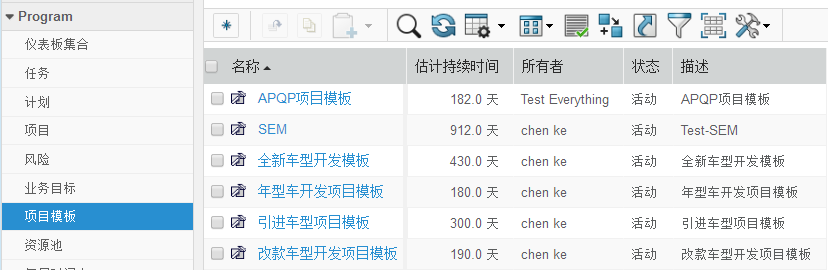 Program
仪表板集合
任务
计划
项目
风险
业务目标
项目模板
资源池
名称 估计持续时间 所有者 状态 描述
APQP项目模板 182.0 天 Test Everything 活动 APQP项目模板
SEM 912.0 天 chen ke 活动 Test-SEM
全新车型开发模板 430.0 天 chen ke 活动 全新车型开发模板
年型车开发项目模板 180.0 天 chen ke 活动 年型车开发项目模板
引进车型项目模板 300.0 天 chen ke 活动 引进车型项目模板
改款车型开发项目模板 190.0 天 chen ke 活动 改款车型开发项目模板